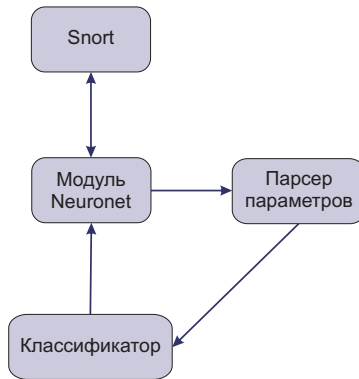 Snort
Модуль
Neuronet
Парсер
параметров
Классификатор